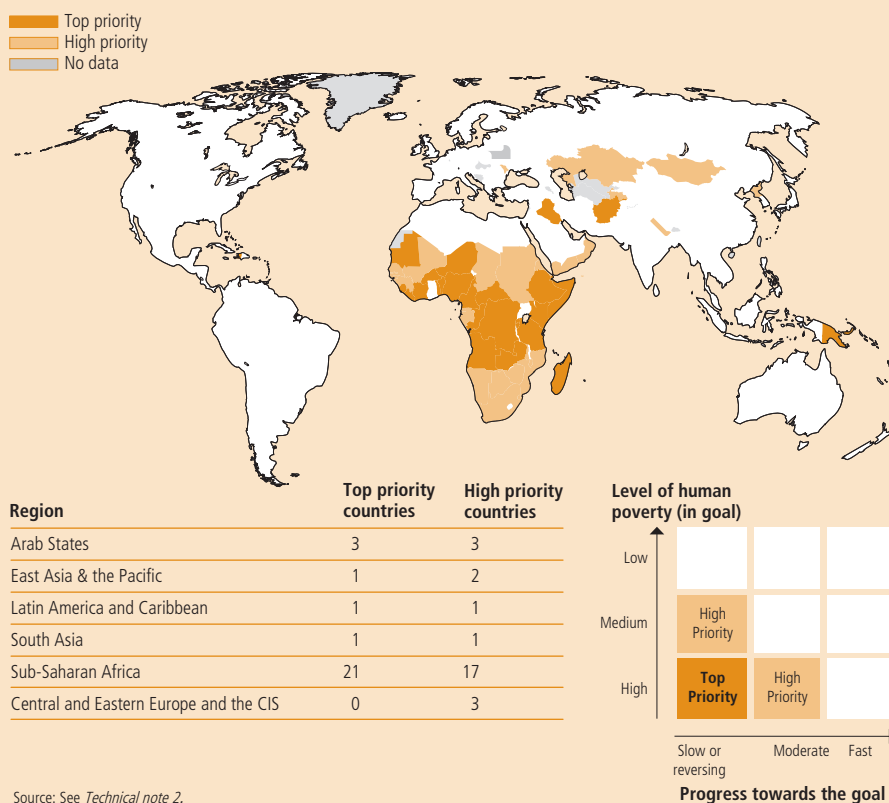 Top priority
High priority
No data
Region Top priority countries High priority countries
Arab States 3 3
East Asia & the Pacific 1 2
Latin America and Caribbean 1 1
South Asia 1 1
Sub-Saharan Africa 21 17
Central and Eastern Europe and the CIS 0 3
Source: See Technical note 2.
Level of human
poverty (in goal)
Low
Medium
High
Priority
High
Top
Priority
High
Priority
Slow or
reversing
Moderate Fast
Progress towards the goal